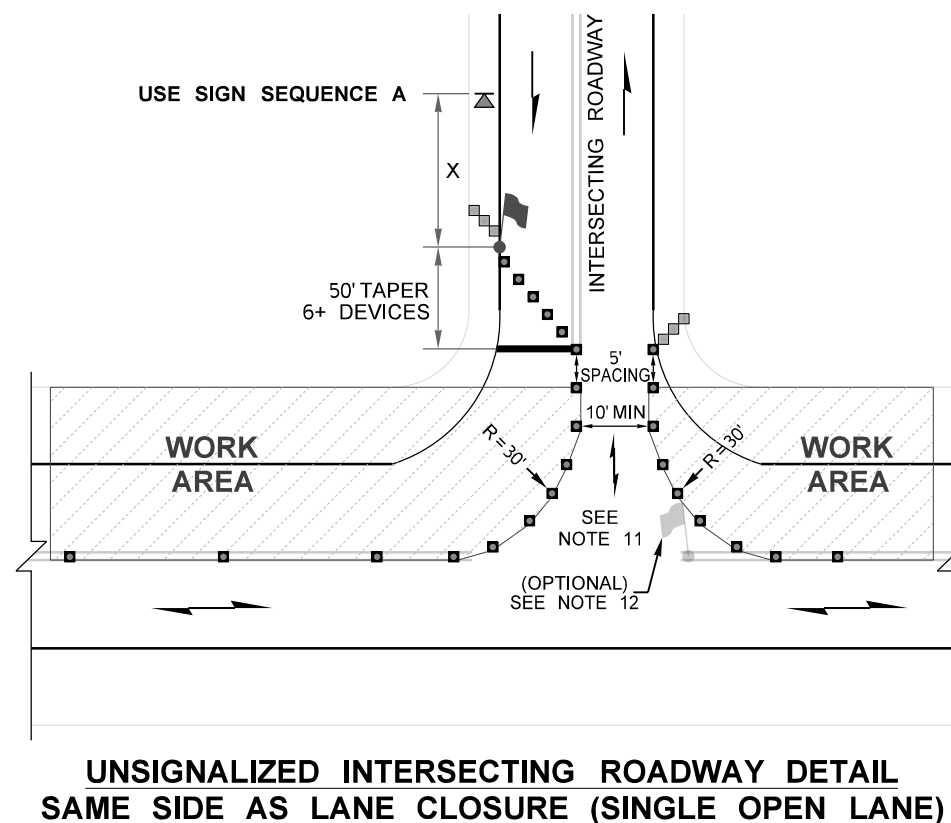 INTERSECTING ROADWAY
USE SIGN SEQUENCE A
X
50' TAPER
6+ DEVICES
5'
SPACING
10' MIN
WORK
AREA
R = 30'
R = 30'
WORK
AREA
SEE
NOTE 11
(OPTIONAL)
SEE NOTE 12
UNSIGNALIZED INTERSECTING ROADWAY DETAIL
SAME SIDE AS LANE CLOSURE (SINGLE OPEN LANE)